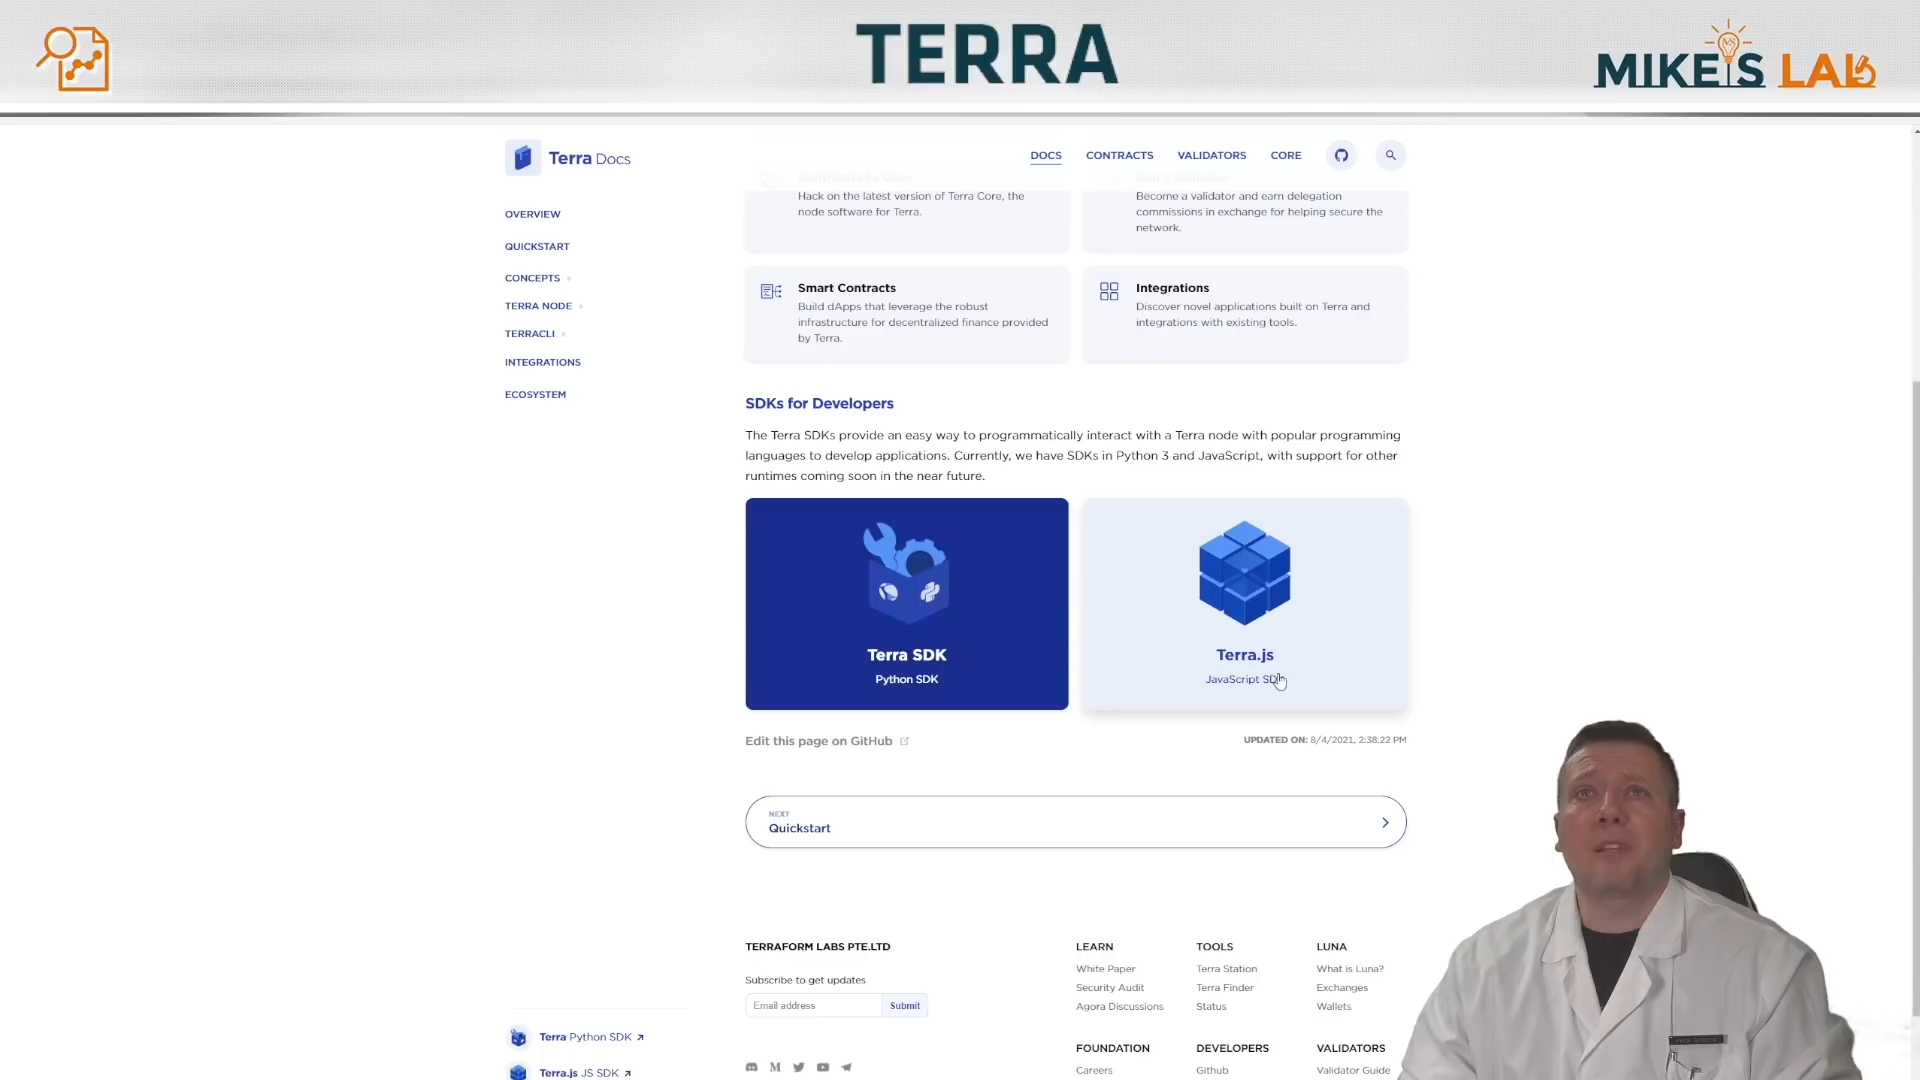 TERRA
MIKE'S LAB
Terra Docs
DOCS
CONTRACTS
VALIDATORS
CORE
OVERVIEW
QUICKSTART
CONCEPTS
TERRA NODE
TERRACLI
INTEGRATIONS
ECOSYSTEM
Contribute to Core
Hack on the latest version of Terra Core, the
node software for Terra.
Run a Validator
Become a validator and earn delegation
commissions in exchange for helping secure the
network.
Smart Contracts
Build dApps that leverage the robust
infrastructure for decentralized finance provided
by Terra.
Integrations
Discover novel applications built on Terra and
integrations with existing tools.
SDKs for Developers
The Terra SDKs provide an easy way to programmatically interact with a Terra node with popular programming
languages to develop applications. Currently, we have SDKs in Python 3 and JavaScript, with support for other
runtimes coming soon in the near future.
Terra SDK
Python SDK
Terra.js
JavaScript SDK
Edit this page on GitHub
UPDATED ON: 8/4/2021, 2:38:22 PM
NEXT
Quickstart
TERRAFORM LABS PTE.LTD
Subscribe to get updates
Email address
Submit
LEARN
White Paper
Security Audit
Agora Discussions
TOOLS
Terra Station
Terra Finder
Status
LUNA
What is Luna?
Exchanges
Wallets
FOUNDATION
Careers
DEVELOPERS
Github
VALIDATORS
Validator Guide
Terra Python SDK
Terra.js JS SDK